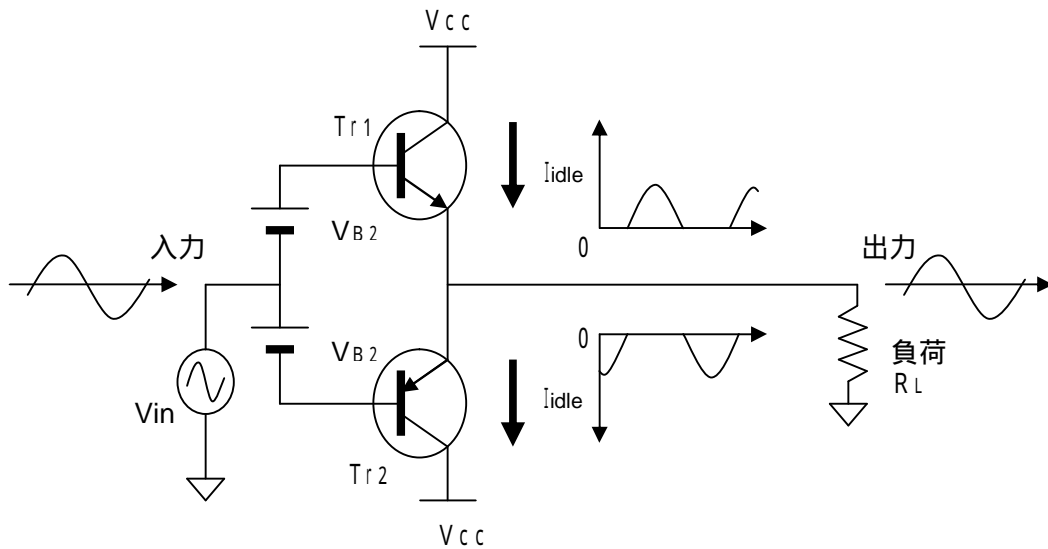 Vcc
Tr1
Iidle
0
入力
VB2
出力
VB2
0
負荷
RL
Vin
Iidle
Tr2
Vcc